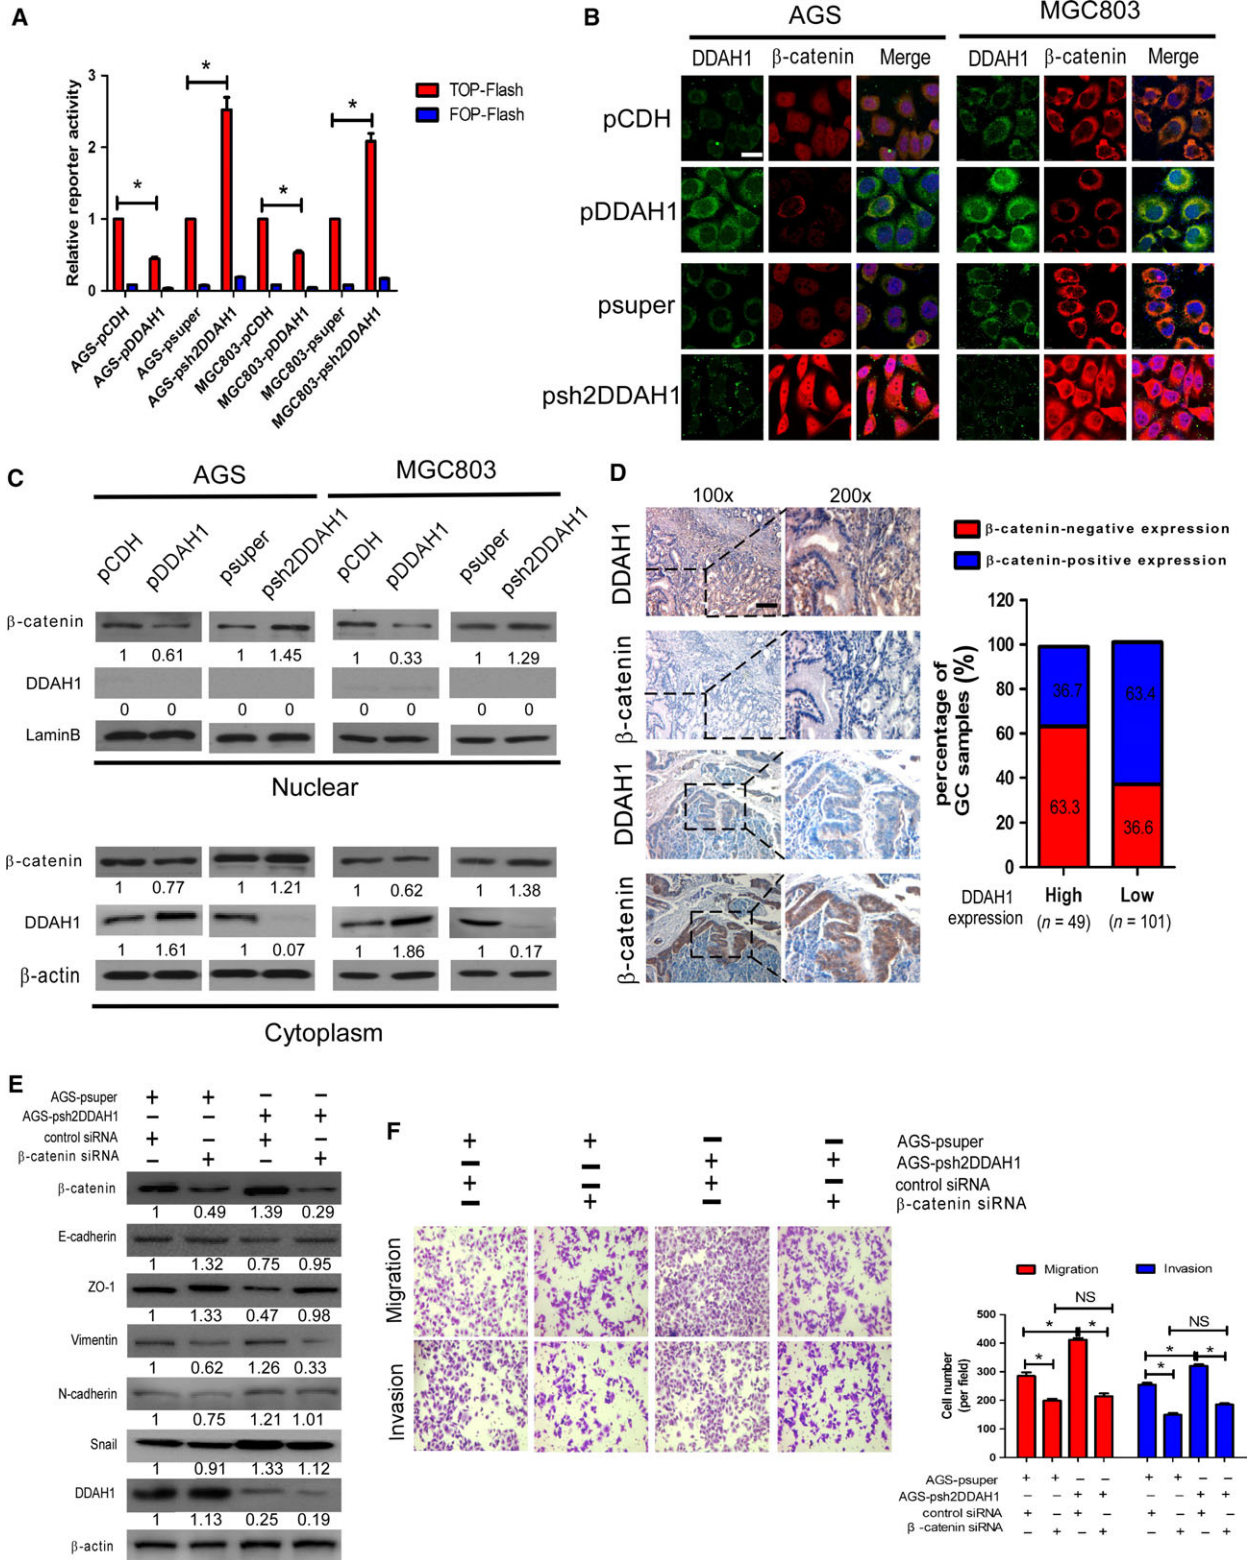 A
Relative reporter activity
3
2
1
0
*
*
*
*
TOP-Flash
FOP-Flash
AGS-pCDH
AGS-pDDAH1
AGS-psuper
AGS-psh2DDAH1
MGC803-pCDH
MGC803-pDDAH1
MGC803-psuper
MGC803-psh2DDAH1
B
AGS MGC803
DDAH1 β-catenin Merge DDAH1 β-catenin Merge
pCDH
pDDAH1
psuper
psh2DDAH1
C
AGS MGC803
pCDH pDDAH1 psuper psh2DDAH1 pCDH pDDAH1 psuper psh2DDAH1
β-catenin
1 0.61 1 1.45 1 0.33 1 1.29
DDAH1
0 0 0 0 0 0 0 0
LaminB
Nuclear
β-catenin
1 0.77 1 1.21 1 0.62 1 1.38
DDAH1
1 1.61 1 0.07 1 1.86 1 0.17
β-actin
Cytoplasm
D
100x 200x
DDAH1
β-catenin
DDAH1
β-catenin
β-catenin-negative expression
β-catenin-positive expression
percentage of
GC samples (%)
120
100
80
60
40
20
0
36.7 63.4
63.3 36.6
DDAH1 High Low
expression (n = 49) (n = 101)
E
AGS-psuper + + – –
AGS-psh2DDAH1 – – + +
control siRNA + – + –
β-catenin siRNA – + – +
β-catenin
1 0.49 1.39 0.29
E-cadherin
1 1.32 0.75 0.95
ZO-1
1 1.33 0.47 0.98
Vimentin
1 0.62 1.26 0.33
N-cadherin
1 0.75 1.21 1.01
Snail
1 0.91 1.33 1.12
DDAH1
1 1.13 0.25 0.19
β-actin
F
+ + – – AGS-psuper
– – + + AGS-psh2DDAH1
+ – + – control siRNA
– + – + β-catenin siRNA
Migration
Invasion
Migration Invasion
Cell number
(per field)
500
400
300
200
100
0
NS
* *
*
NS
* *
*
AGS-psuper + + – – + + – –
AGS-psh2DDAH1 – – + + – – + +
control siRNA + – + – + – + –
β-catenin siRNA – + – + – + – +